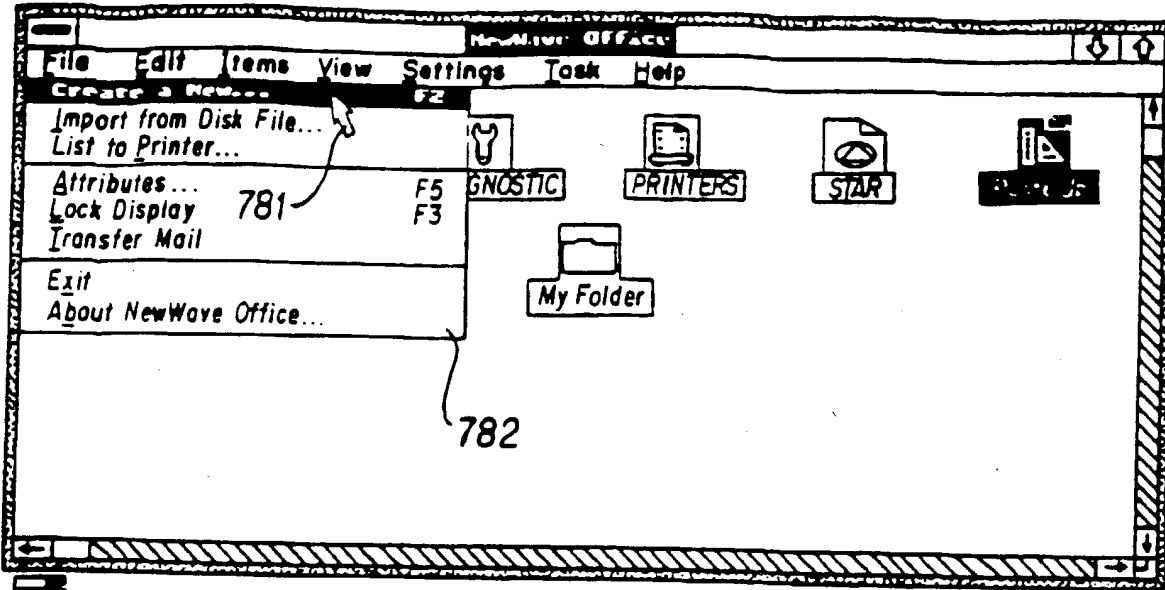 NewWave Office
File Edit Items View Settings Task Help
Create a New... F2
Import from Disk File...
List to Printer...
Attributes... F5
Lock Display F3
Transfer Mail
Exit
About NewWave Office...
GNOSTIC
PRINTERS
STAR
My Folder
781
782